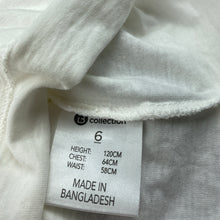 B collection
6
HEIGHT: 120CM
CHEST: 64CM
WAIST: 58CM
MADE IN
BANGLADESH